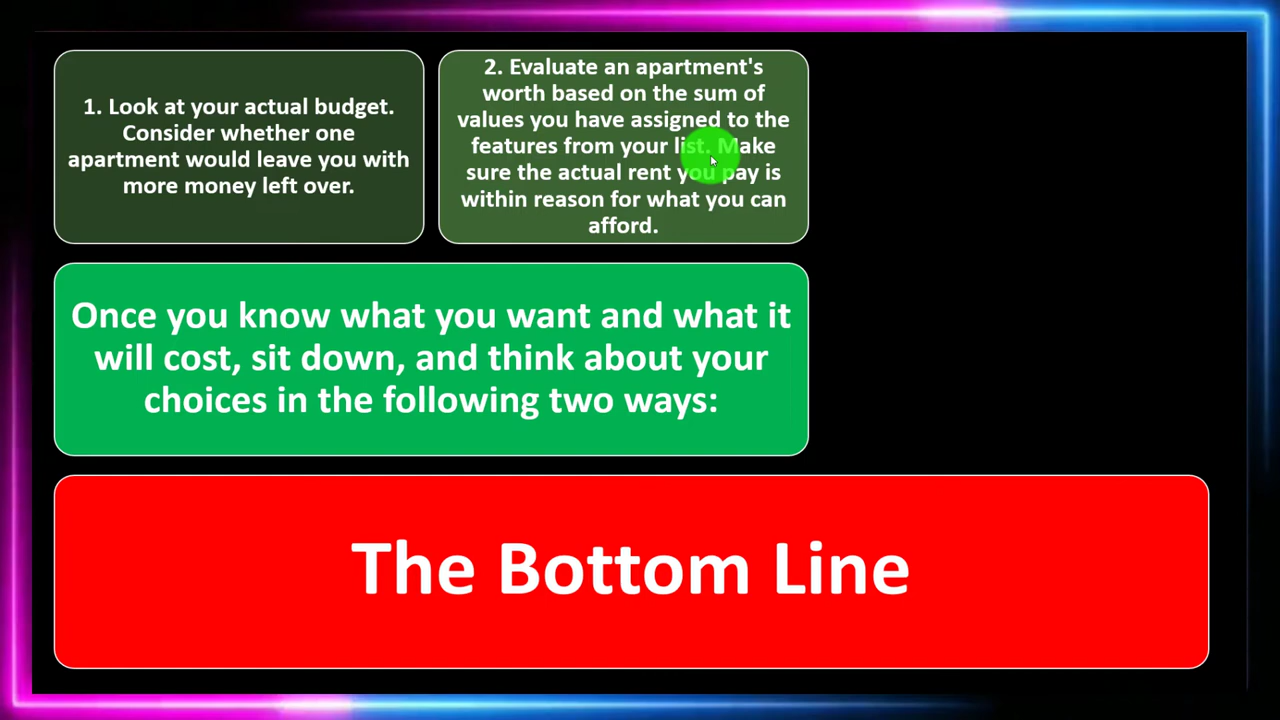 1. Look at your actual budget.
Consider whether one
apartment would leave you with
more money left over.
2. Evaluate an apartment's
worth based on the sum of
values you have assigned to the
features from your list. Make
sure the actual rent you pay is
within reason for what you can
afford.
Once you know what you want and what it
will cost, sit down, and think about your
choices in the following two ways:
The Bottom Line